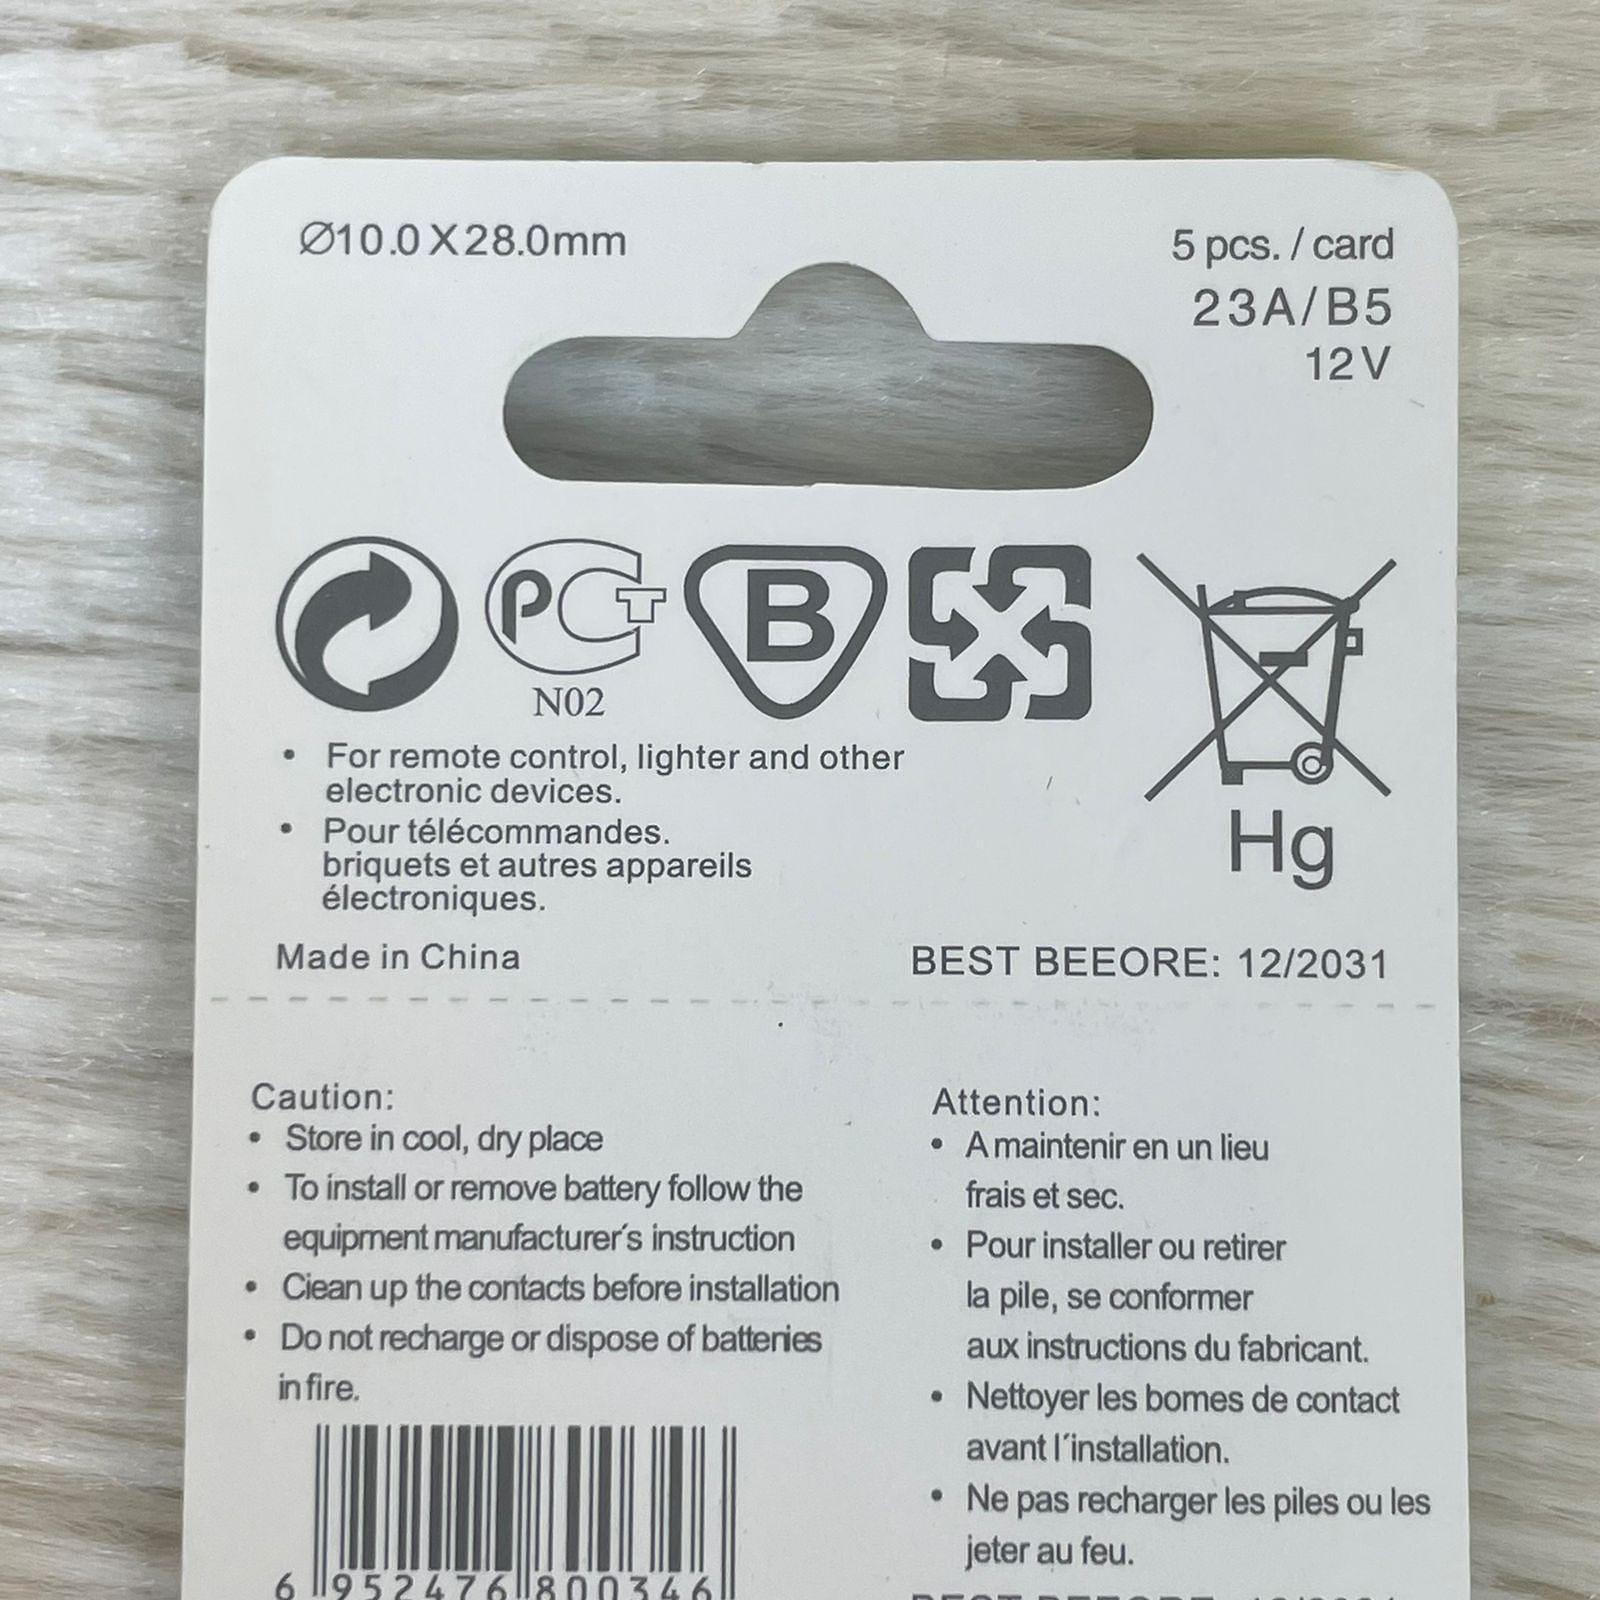 Ø10.0X28.0mm
5 pcs. / card
23A/B5
12V
PCT
N02
B
• For remote control, lighter and other
electronic devices.
• Pour télécommandes.
briquets et autres appareils
électroniques.
Hg
Made in China
BEST BEEORE: 12/2031
Caution:
• Store in cool, dry place
• To install or remove battery follow the
equipment manufacturer´s instruction
• Clean up the contacts before installation
• Do not recharge or dispose of batteries
in fire.
6 952476 800346
Attention:
• A maintenir en un lieu
frais et sec.
• Pour installer ou retirer
la pile, se conformer
aux instructions du fabricant.
• Nettoyer les bomes de contact
avant l´installation.
• Ne pas recharger les piles ou les
jeter au feu.